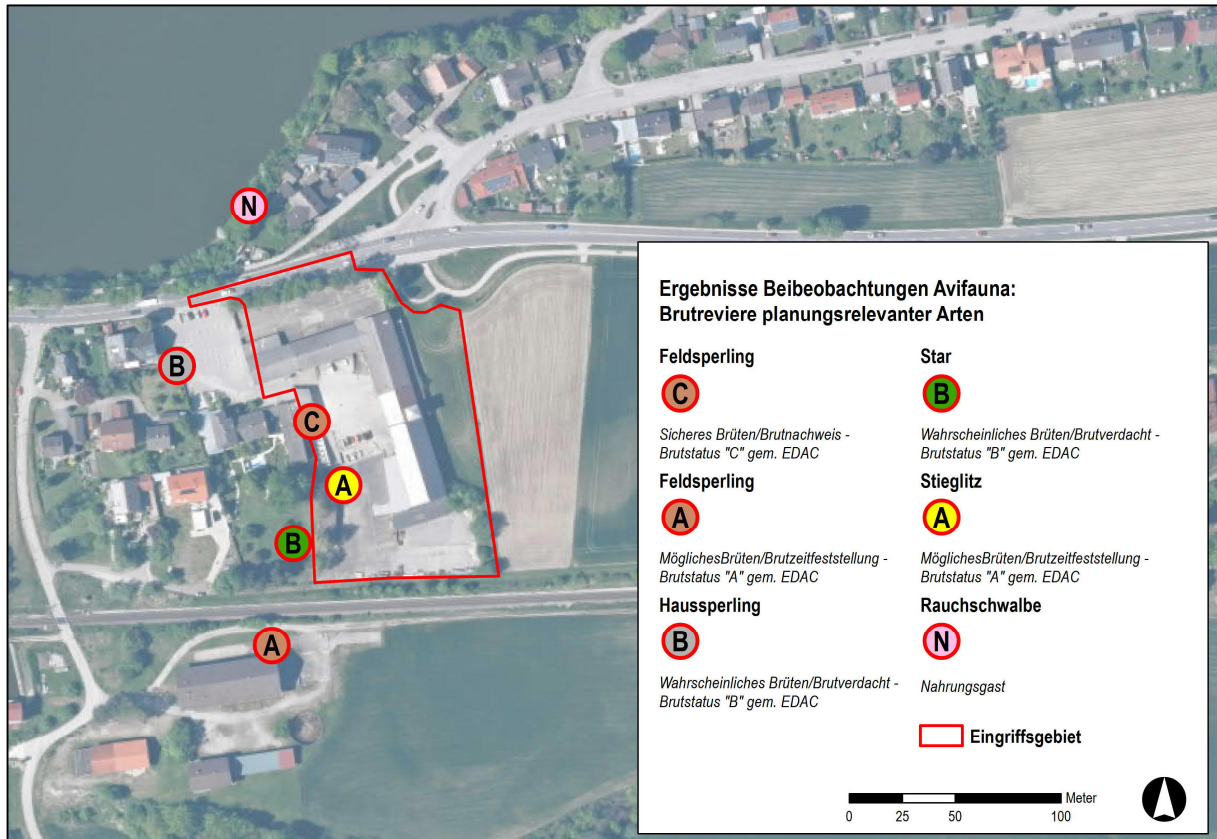 N
B
C
A
B
A
Ergebnisse Beibeobachtungen Avifauna:
Brutreviere planungsrelevanter Arten
Feldsperling
C
Sicheres Brüten/Brutnachweis -
Brutstatus "C" gem. EDAC
Feldsperling
A
MöglichesBrüten/Brutzeitfeststellung -
Brutstatus "A" gem. EDAC
Haussperling
B
Wahrscheinliches Brüten/Brutverdacht -
Brutstatus "B" gem. EDAC
Star
B
Wahrscheinliches Brüten/Brutverdacht -
Brutstatus "B" gem. EDAC
Stieglitz
A
MöglichesBrüten/Brutzeitfeststellung -
Brutstatus "A" gem. EDAC
Rauchschwalbe
N
Nahrungsgast
Eingriffsgebiet
Meter
0 25 50 100